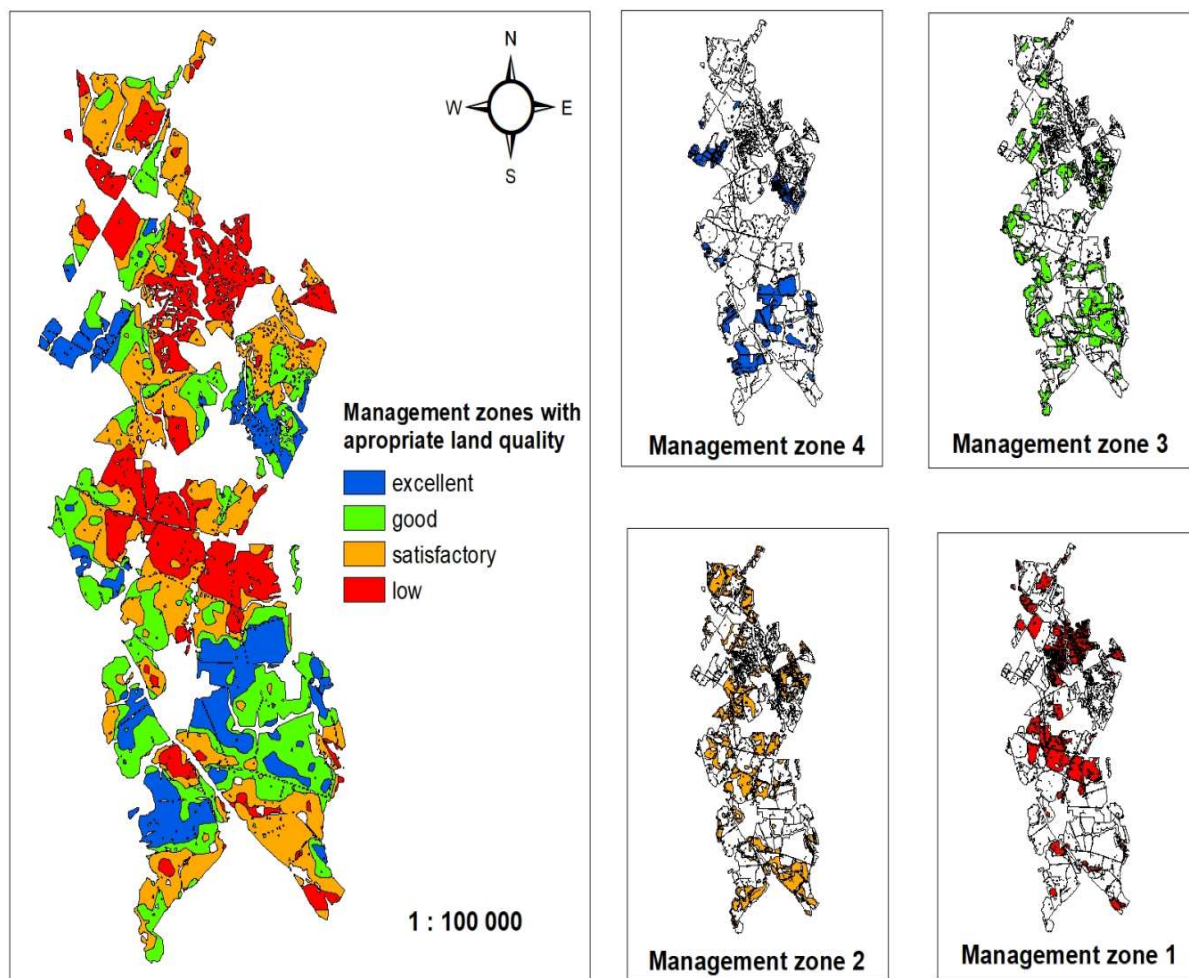 N
W E
S
Management zones with
apropriate land quality
excellent
good
satisfactory
low
1 : 100 000
Management zone 4
Management zone 3
Management zone 2
Management zone 1